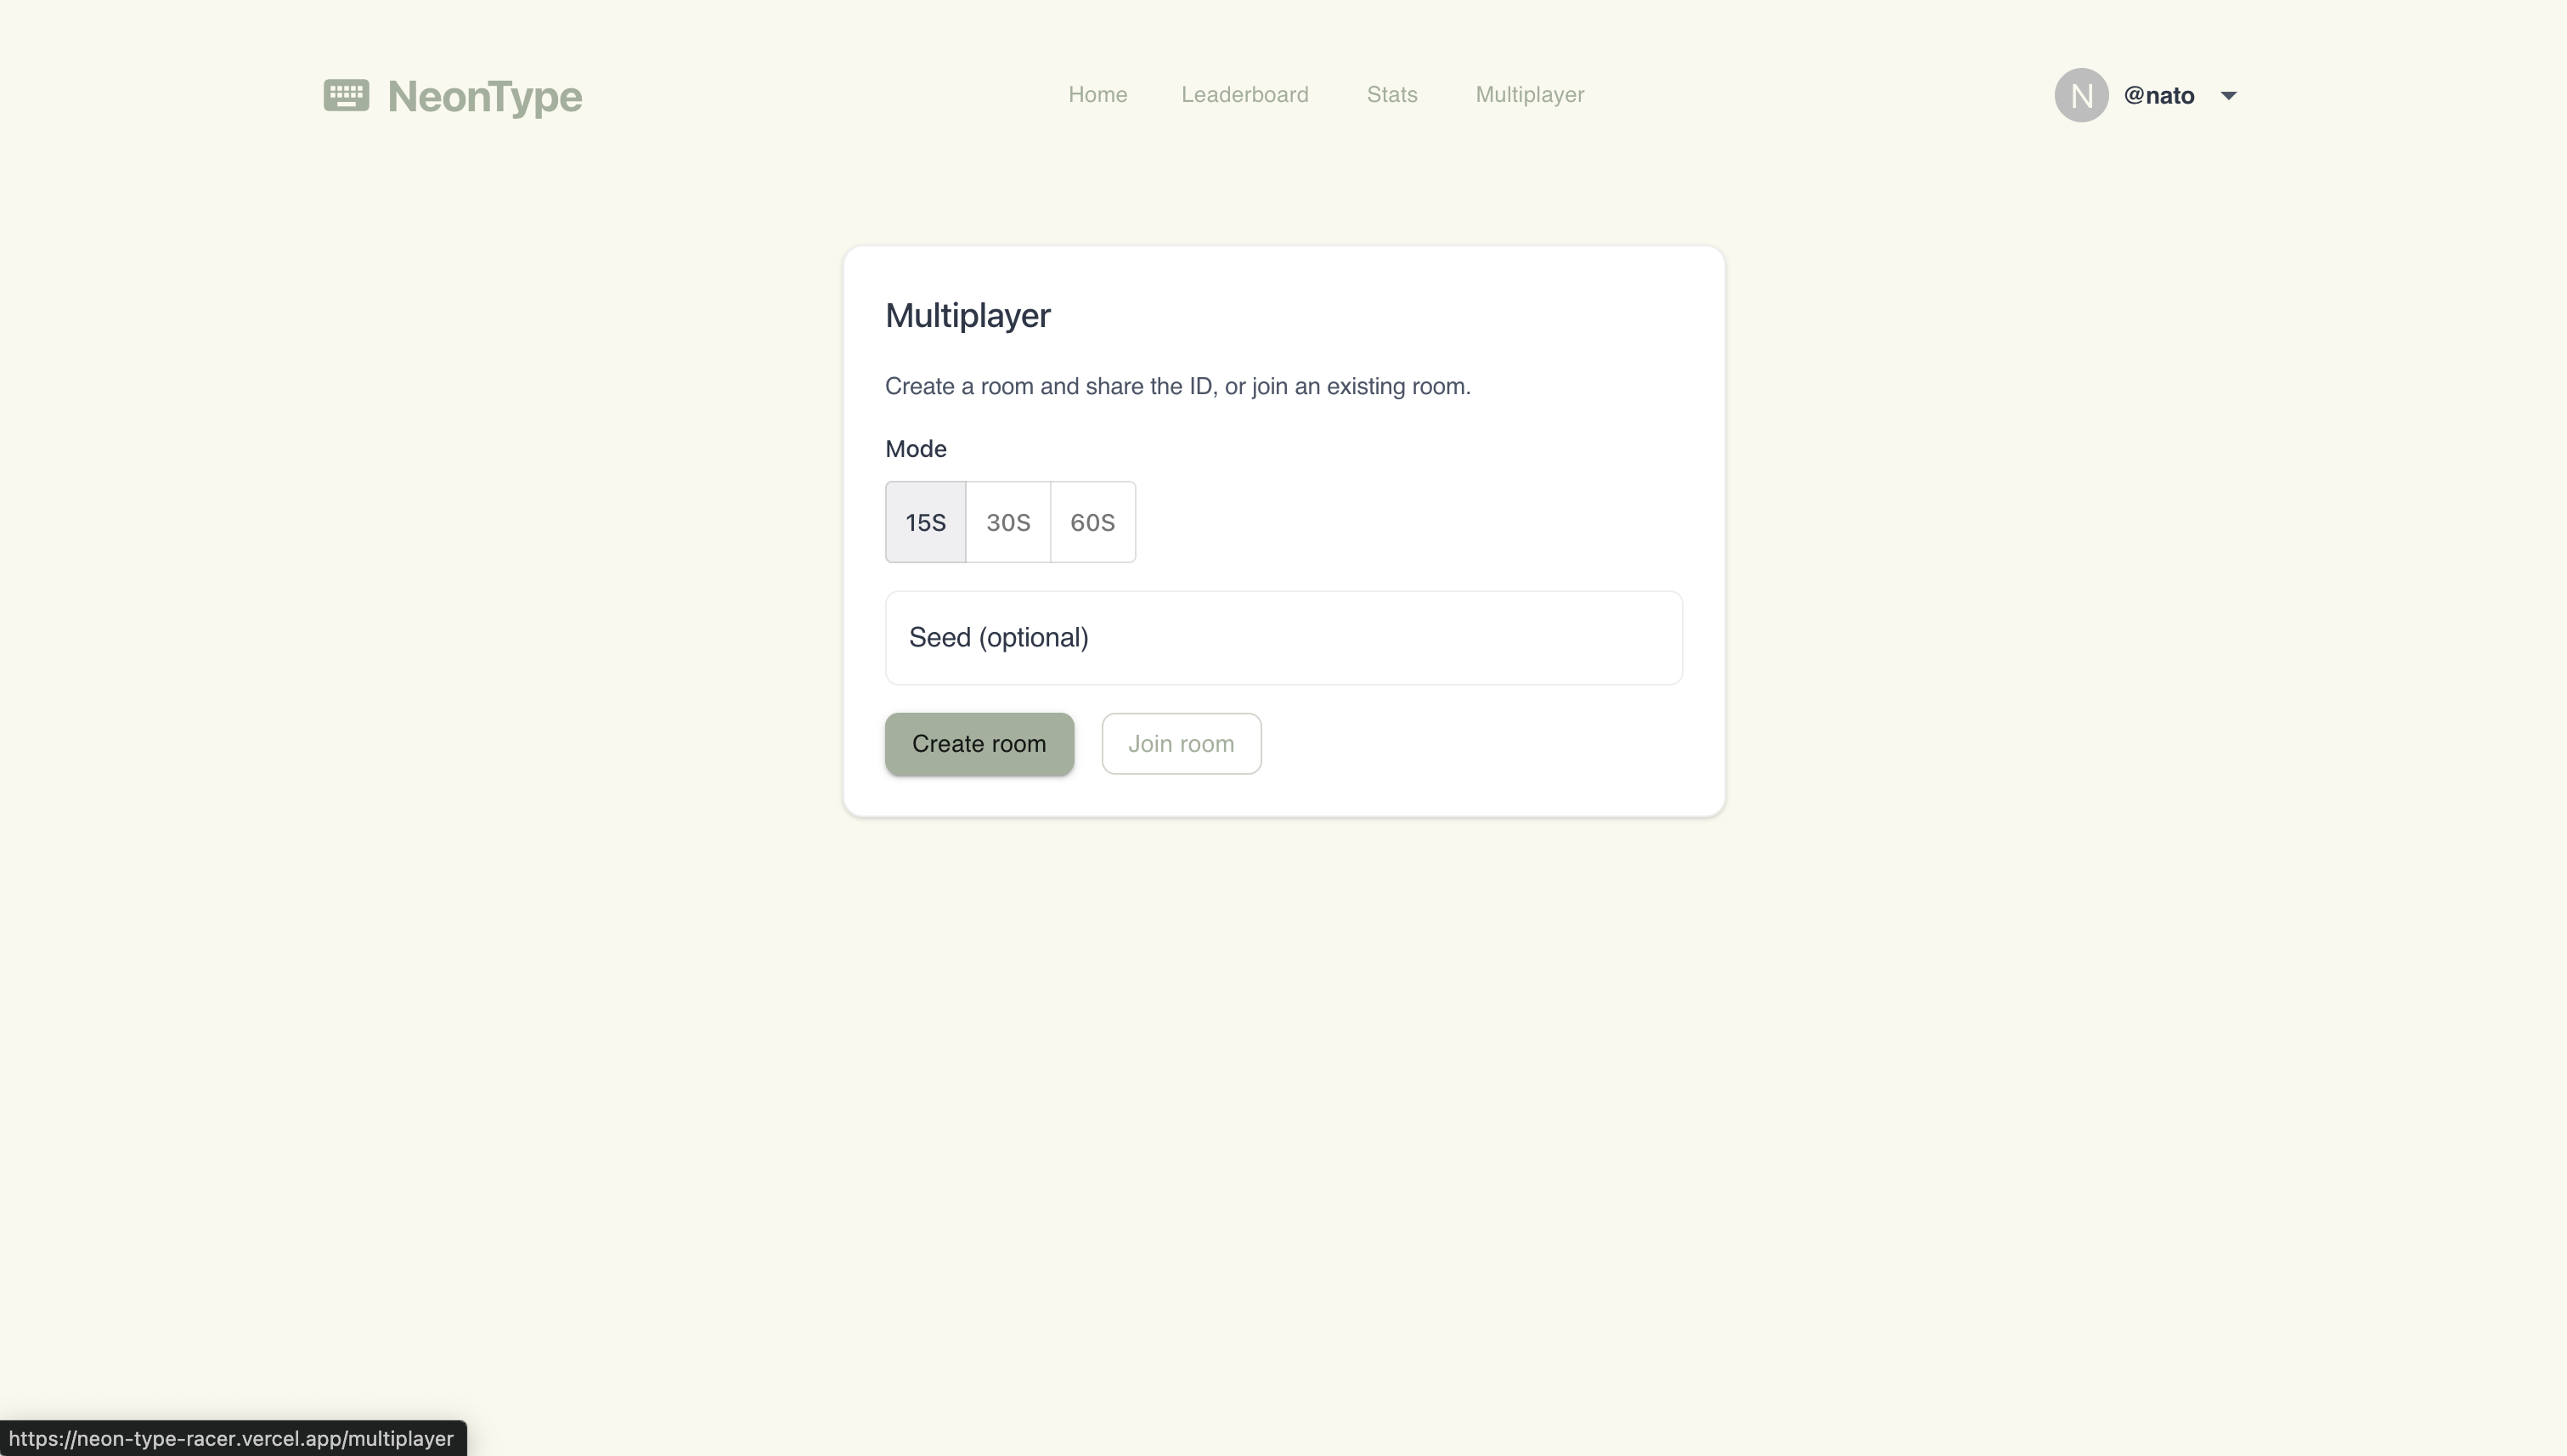 NeonType
Home Leaderboard Stats Multiplayer
N @nato
Multiplayer
Create a room and share the ID, or join an existing room.
Mode
15S 30S 60S
Seed (optional)
Create room Join room
https://neon-type-racer.vercel.app/multiplayer